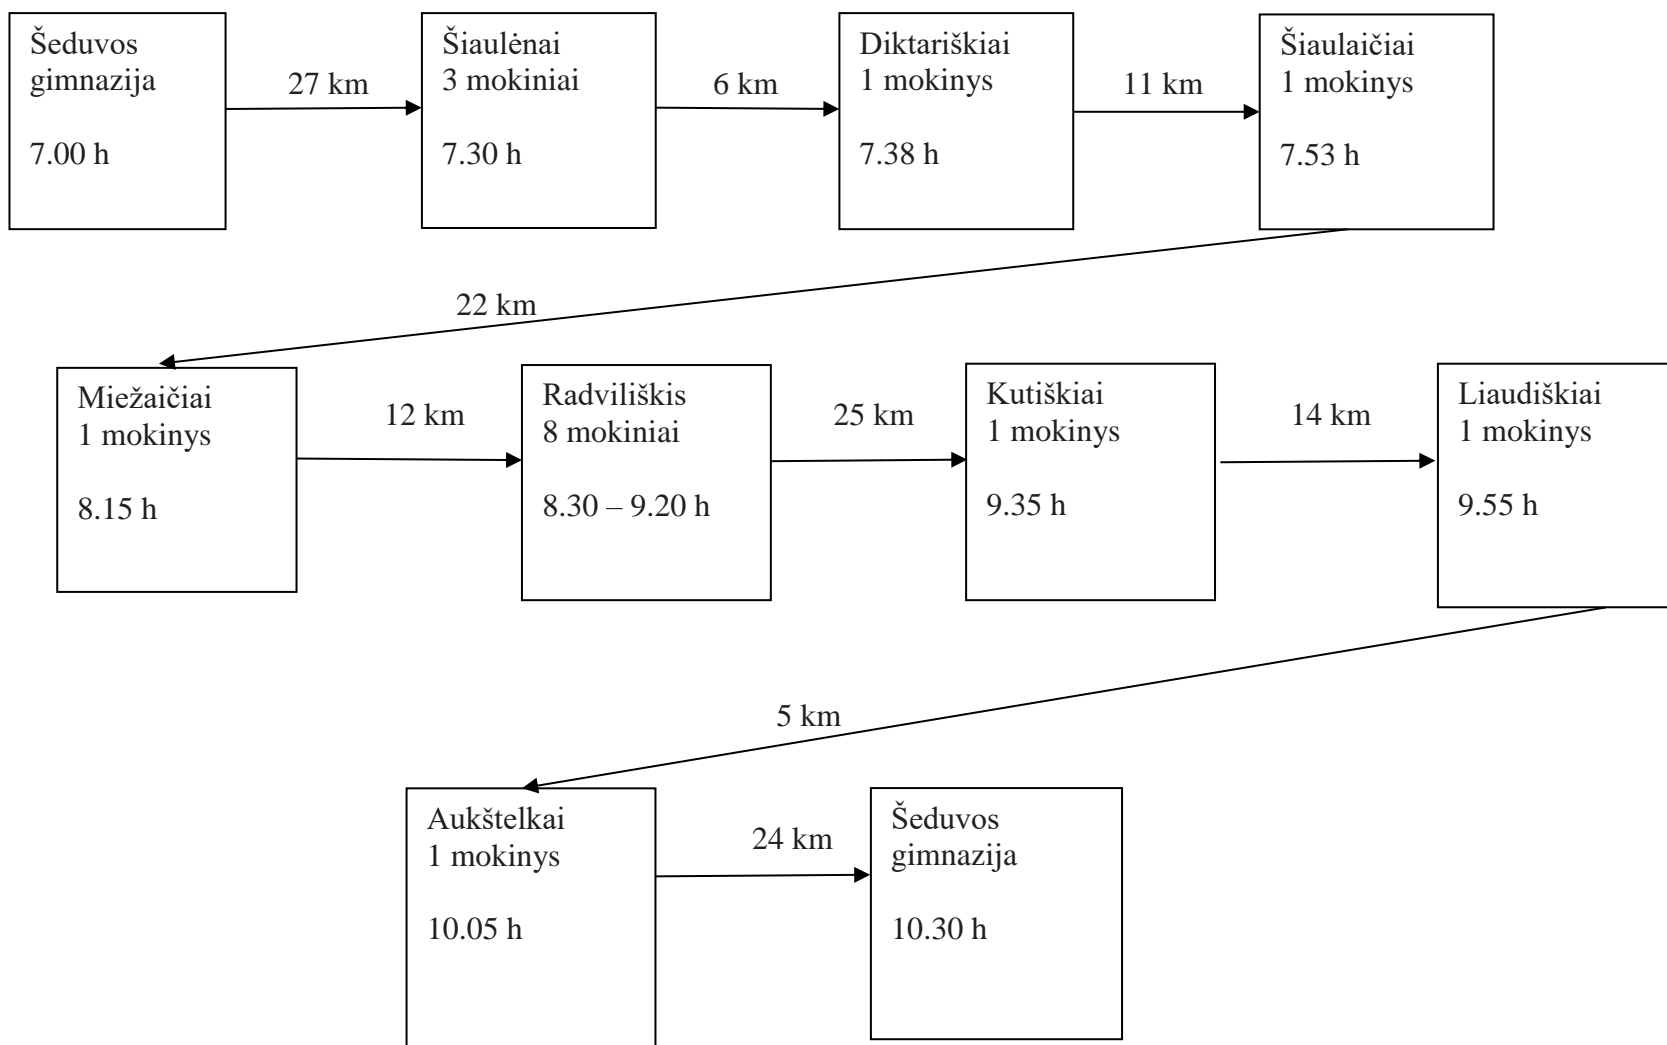 Šeduvos
gimnazija
7.00 h
27 km
Šiaulėnai
3 mokiniai
7.30 h
6 km
Diktariškiai
1 mokinys
7.38 h
11 km
Šiaulaičiai
1 mokinys
7.53 h
22 km
Miežaičiai
1 mokinys
8.15 h
12 km
Radviliškis
8 mokiniai
8.30 – 9.20 h
25 km
Kutiškiai
1 mokinys
9.35 h
14 km
Liaudiškiai
1 mokinys
9.55 h
5 km
Aukštelkai
1 mokinys
10.05 h
24 km
Šeduvos
gimnazija
10.30 h